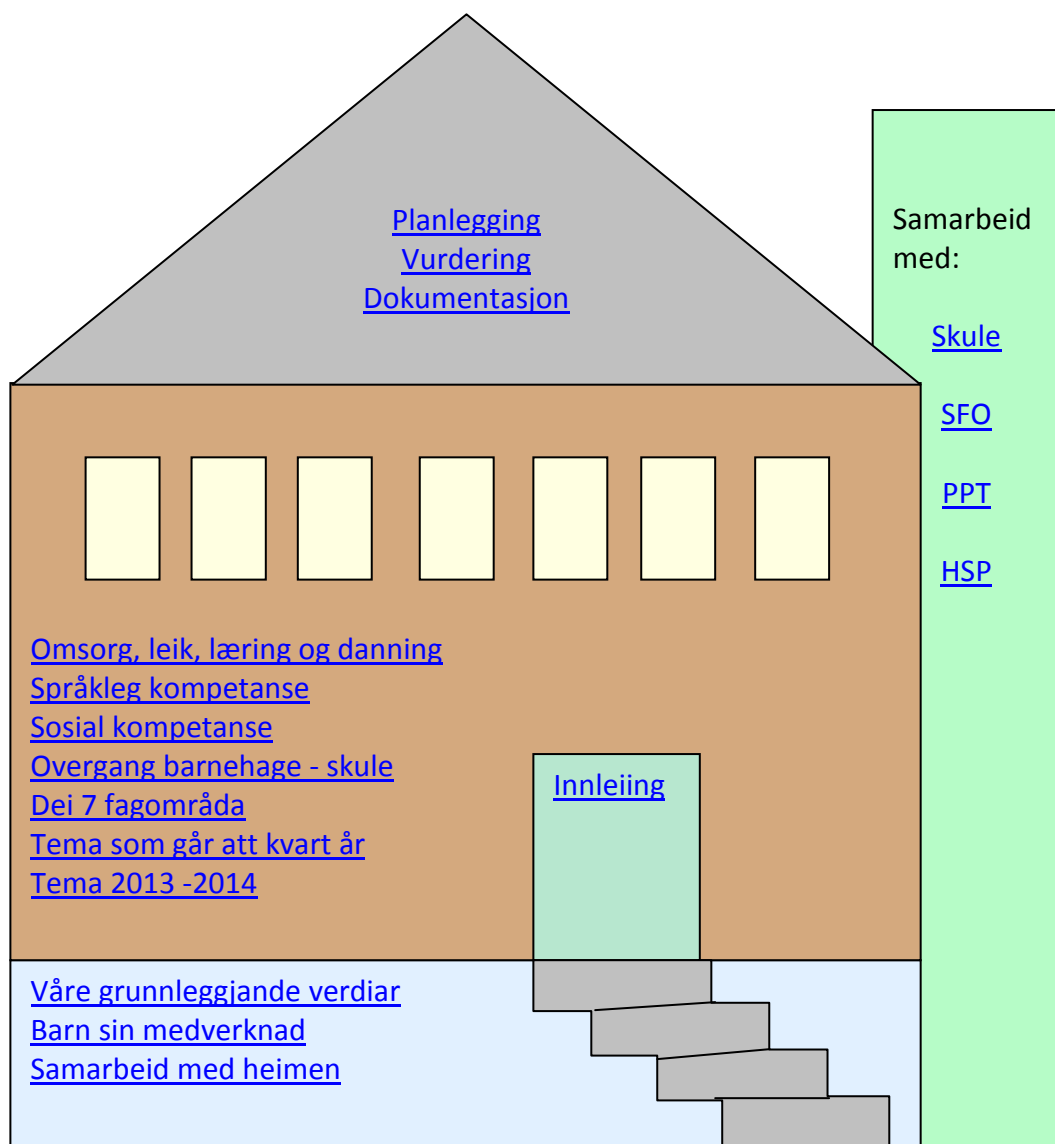 Planlegging
Vurdering
Dokumentasjon
Samarbeid
med:
Skule
SFO
PPT
HSP
Omsorg, leik, læring og danning
Språkleg kompetanse
Sosial kompetanse
Overgang barnehage - skule
Dei 7 fagområda
Tema som går att kvart år
Tema 2013 -2014
Innleiing
Våre grunnleggjande verdiar
Barn sin medverknad
Samarbeid med heimen